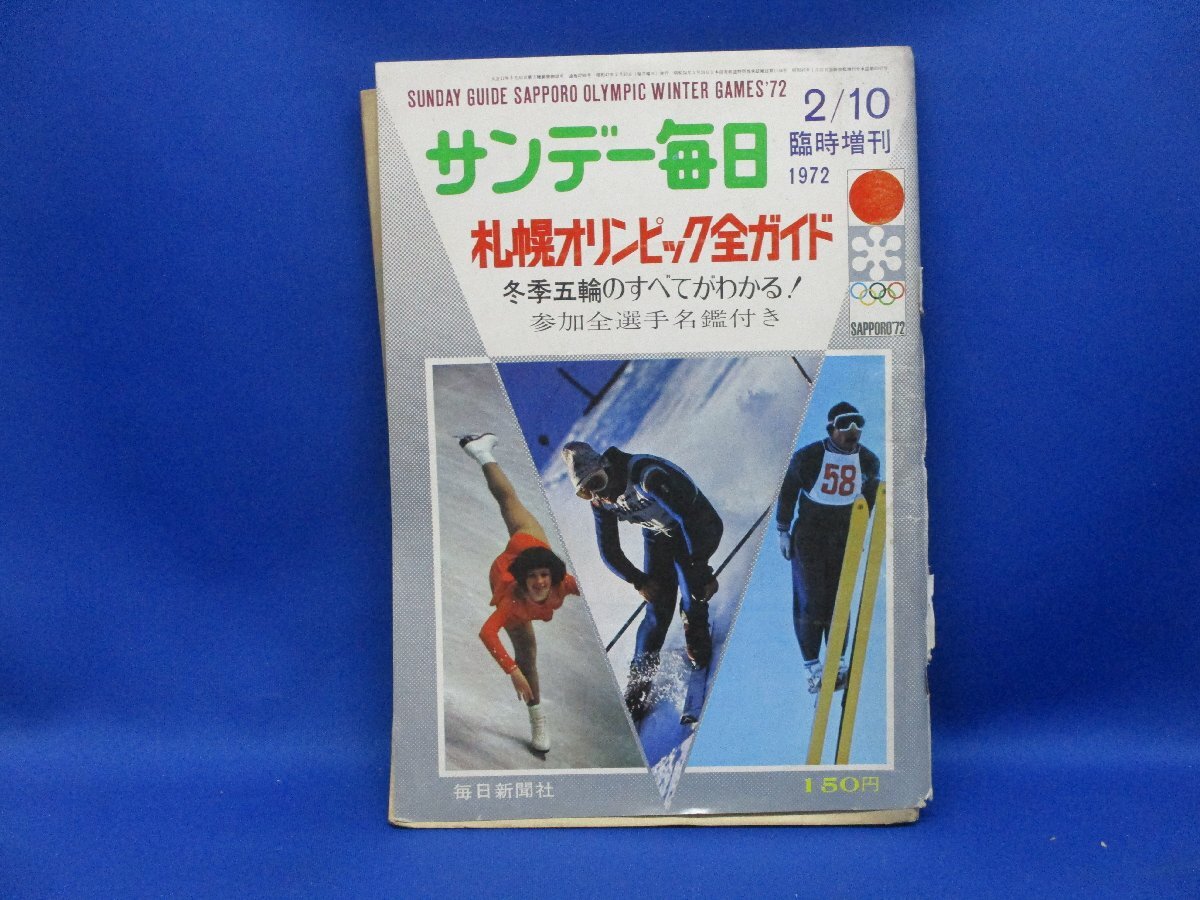 SUNDAY GUIDE SAPPORO OLYMPIC WINTER GAMES'72
2/10
サンデー毎日
臨時増刊
1972
札幌オリンピック全ガイド
冬季五輪のすべてがわかる!
参加全選手名鑑付き
SAPPORO'72
58
毎日新聞社
150円